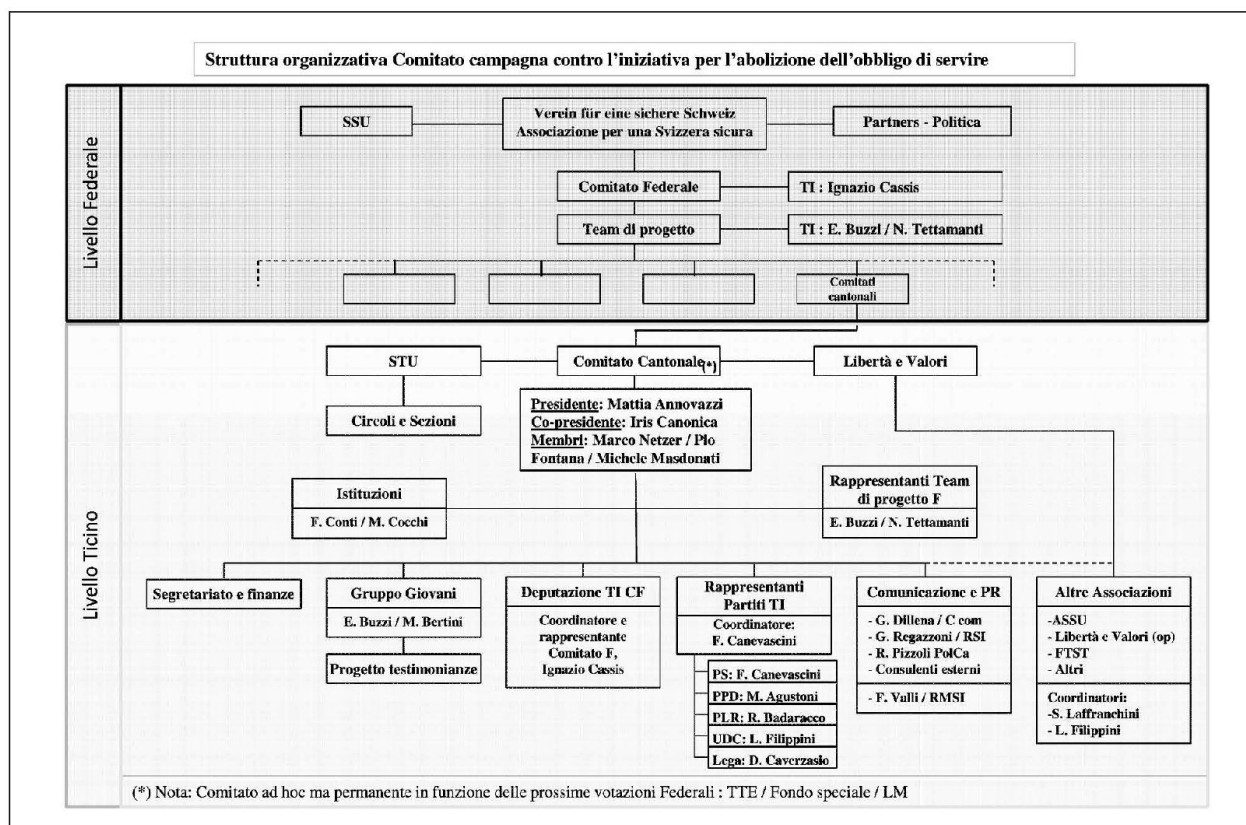 Struttura organizzativa Comitato campagna contro l'iniziativa per l'abolizione dell'obbligo di servire
Livello Federale
SSU
Verein für eine sichere Schweiz
Associazione per una Svizzera sicura
Partners - Politica
Comitato Federale
TI : Ignazio Cassis
Team di progetto
TI : E. Buzzi / N. Tettamanti
Comitati
cantonali
Livello Ticino
STU
Comitato Cantonale(*)
Libertà e Valori
Circoli e Sezioni
Presidente: Mattia Annovazzi
Co-presidente: Iris Canonica
Membri: Marco Netzer / Pio
Fontana / Michele Masdonati
Istituzioni
F. Conti / M. Cocchi
Rappresentanti Team
di progetto F
E. Buzzi / N. Tettamanti
Segretariato e finanze
Gruppo Giovani
E. Buzzi / M. Bertini
Progetto testimonianze
Deputazione TI CF
Coordinatore e
rappresentante
Comitato F,
Ignazio Cassis
Rappresentanti
Partiti TI
Coordinatore:
F. Canevascini
PS: F. Canevascini
PPD: M. Agustoni
PLR: R. Badaracco
UDC: L. Filippini
Lega: D. Caverzasio
Comunicazione e PR
- G. Dillena / C com
- G. Regazzoni / RSI
- R. Pizzoli PolCa
- Consulenti esterni
- F. Valli / RMSI
Altre Associazioni
-ASSU
- Libertà e Valori (op)
- FTST
- Altri
Coordinatori:
-S. Laffranchini
- L. Filippini
(*) Nota: Comitato ad hoc ma permanente in funzione delle prossime votazioni Federali : TTE / Fondo speciale / LM